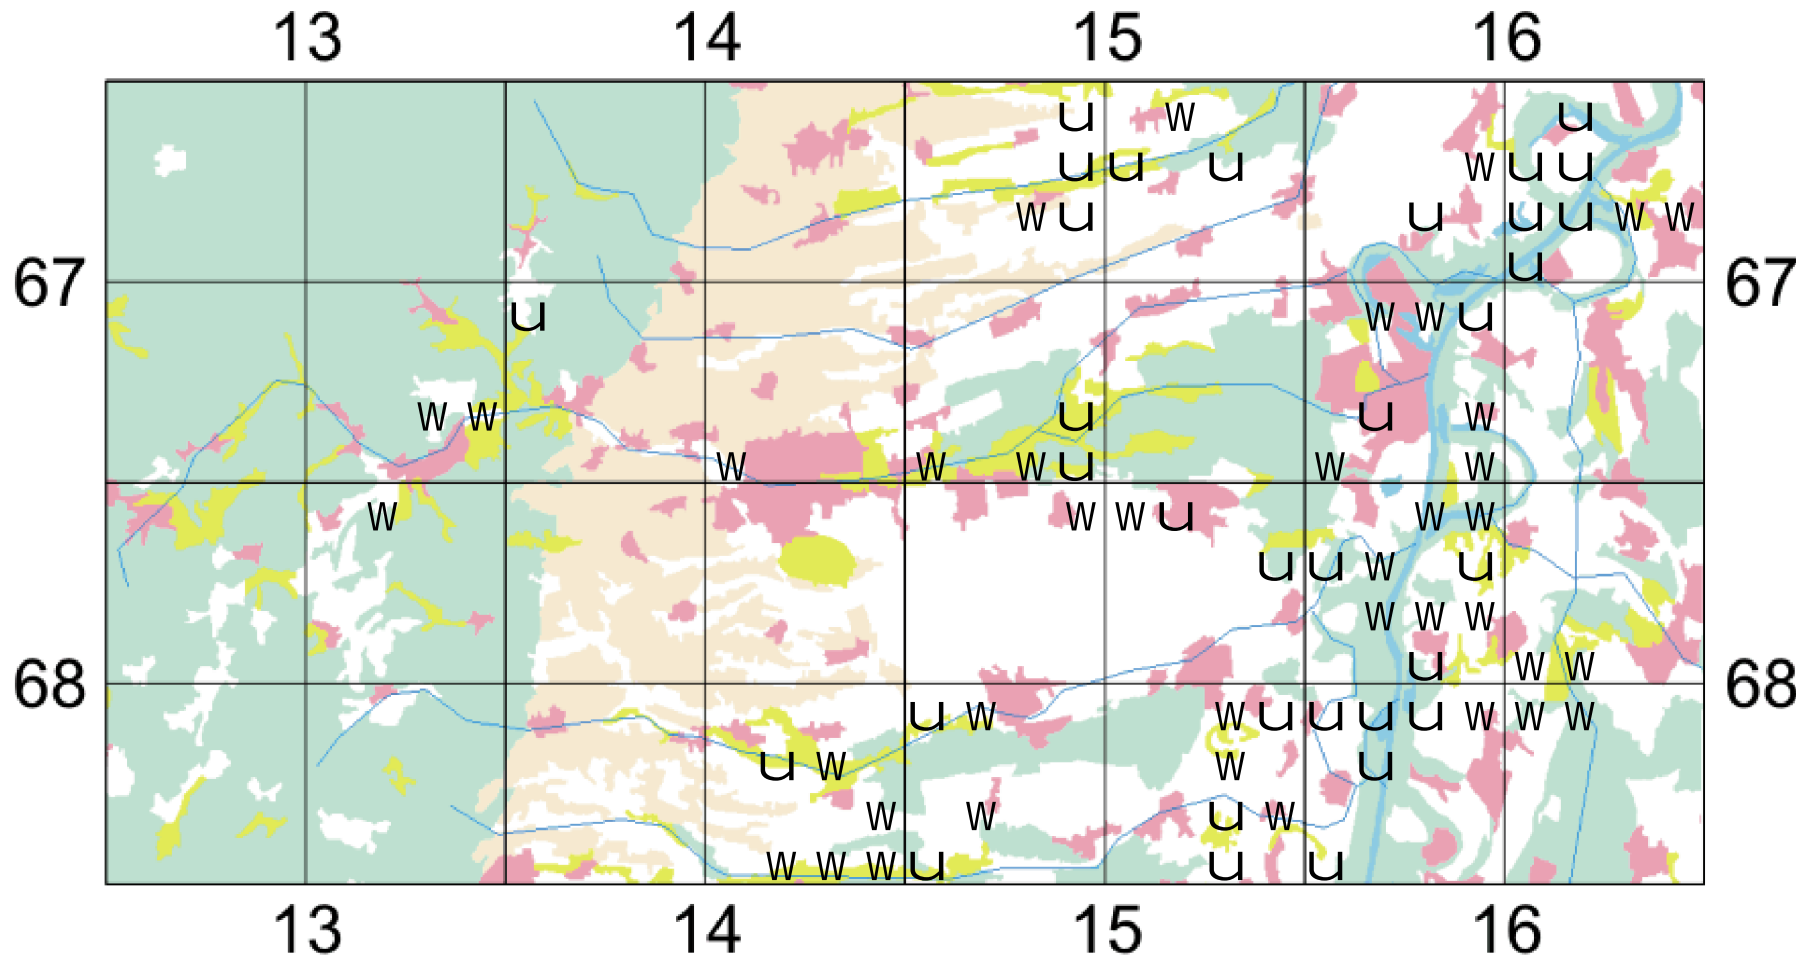 13 14 15 16
u w u
u u u w u u
w u u u u w w
67 u 67
u w w u
w w u u w
w w w u w w
w w w u w w
u u w u
w w w
u w w
68 68
u w w u u u u w w w
u w w u
w w u w
w w w u u u
13 14 15 16